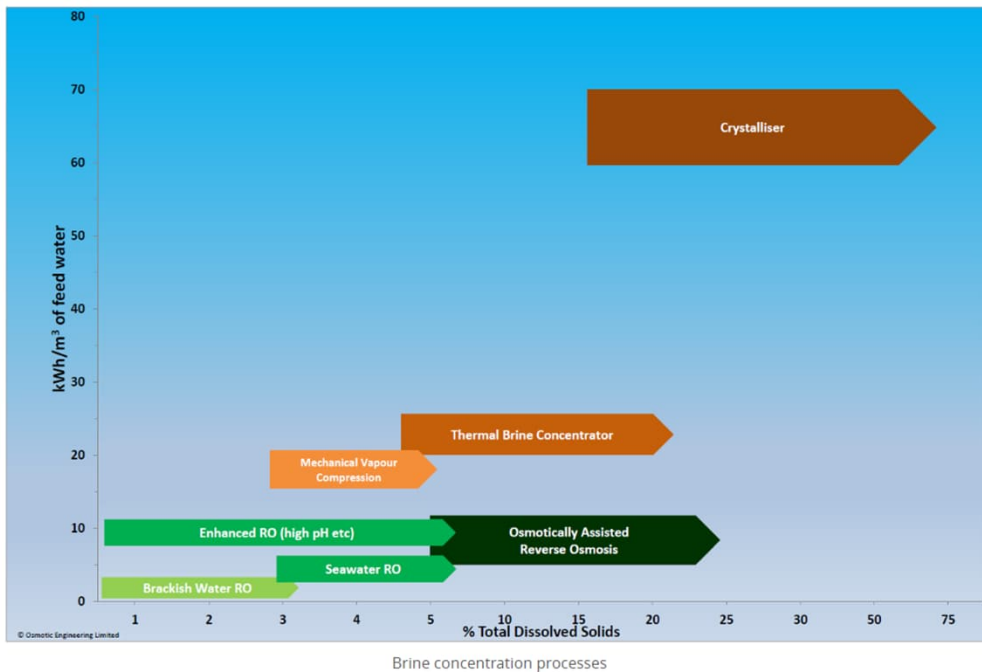 80
70
60
50
40
30
20
10
0
kWh/m³ of feed water
Crystalliser
Thermal Brine Concentrator
Mechanical Vapour
Compression
Enhanced RO (high pH etc)
Osmotically Assisted
Reverse Osmosis
Seawater RO
Brackish Water RO
1 2 3 4 5 10 15 20 25 30 50 75
% Total Dissolved Solids
© Osmotic Engineering Limited
Brine concentration processes